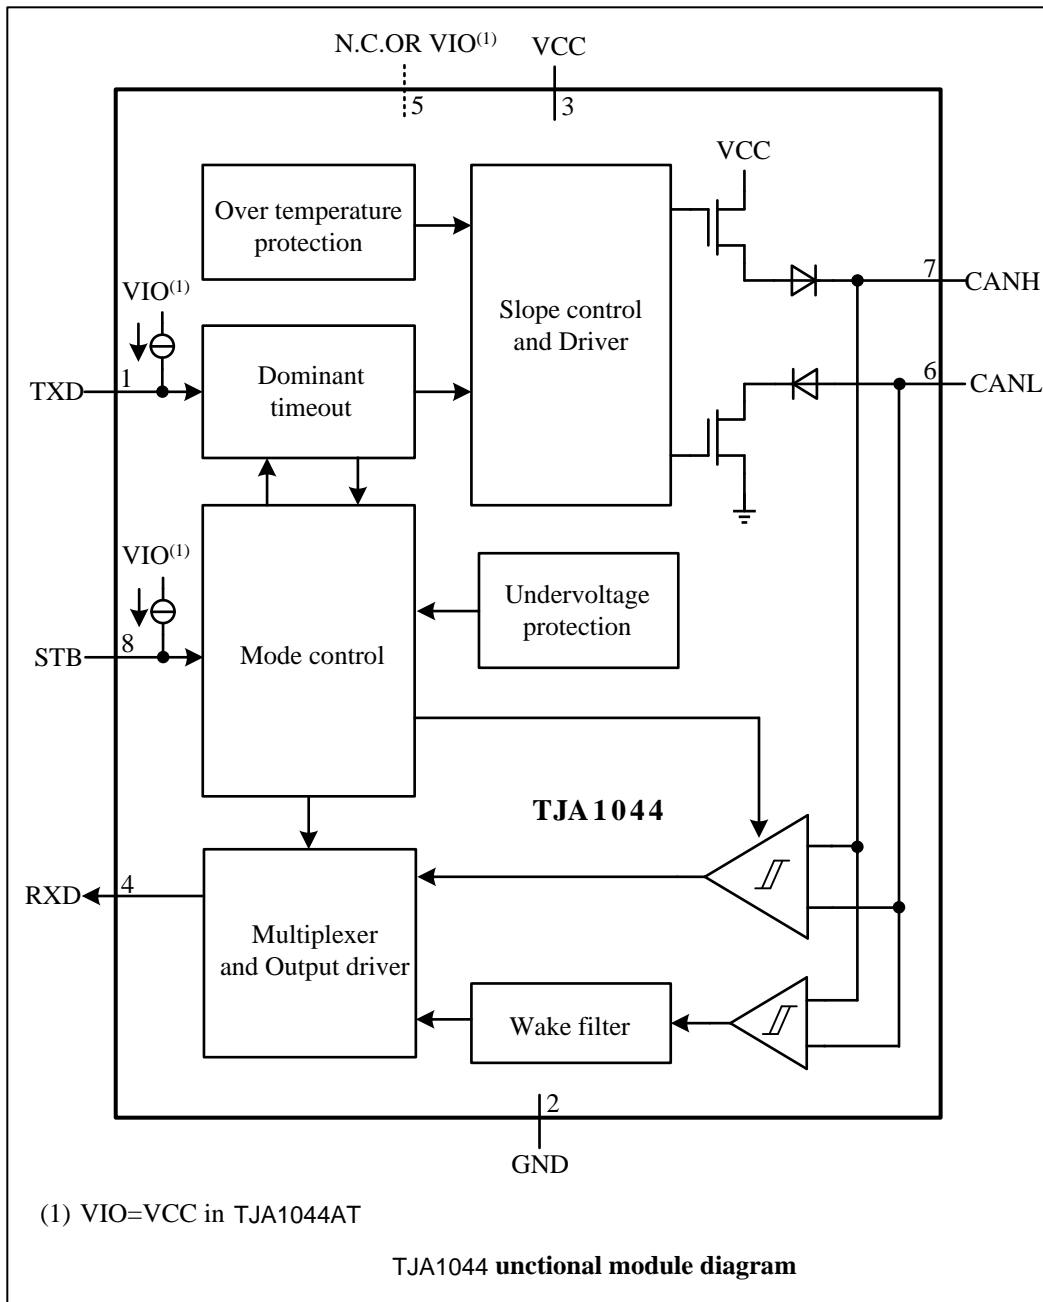 N.C.OR VIO(1)
VCC
5
3
VCC
Over temperature
protection
7
CANH
VIO(1)
Slope control
and Driver
TXD
1
Dominant
timeout
6
CANL
VIO(1)
Undervoltage
protection
STB
8
Mode control
TJA1044
RXD
4
Multiplexer
and Output driver
Wake filter
2
GND
(1) VIO=VCC in TJA1044AT
TJA1044 unctional module diagram